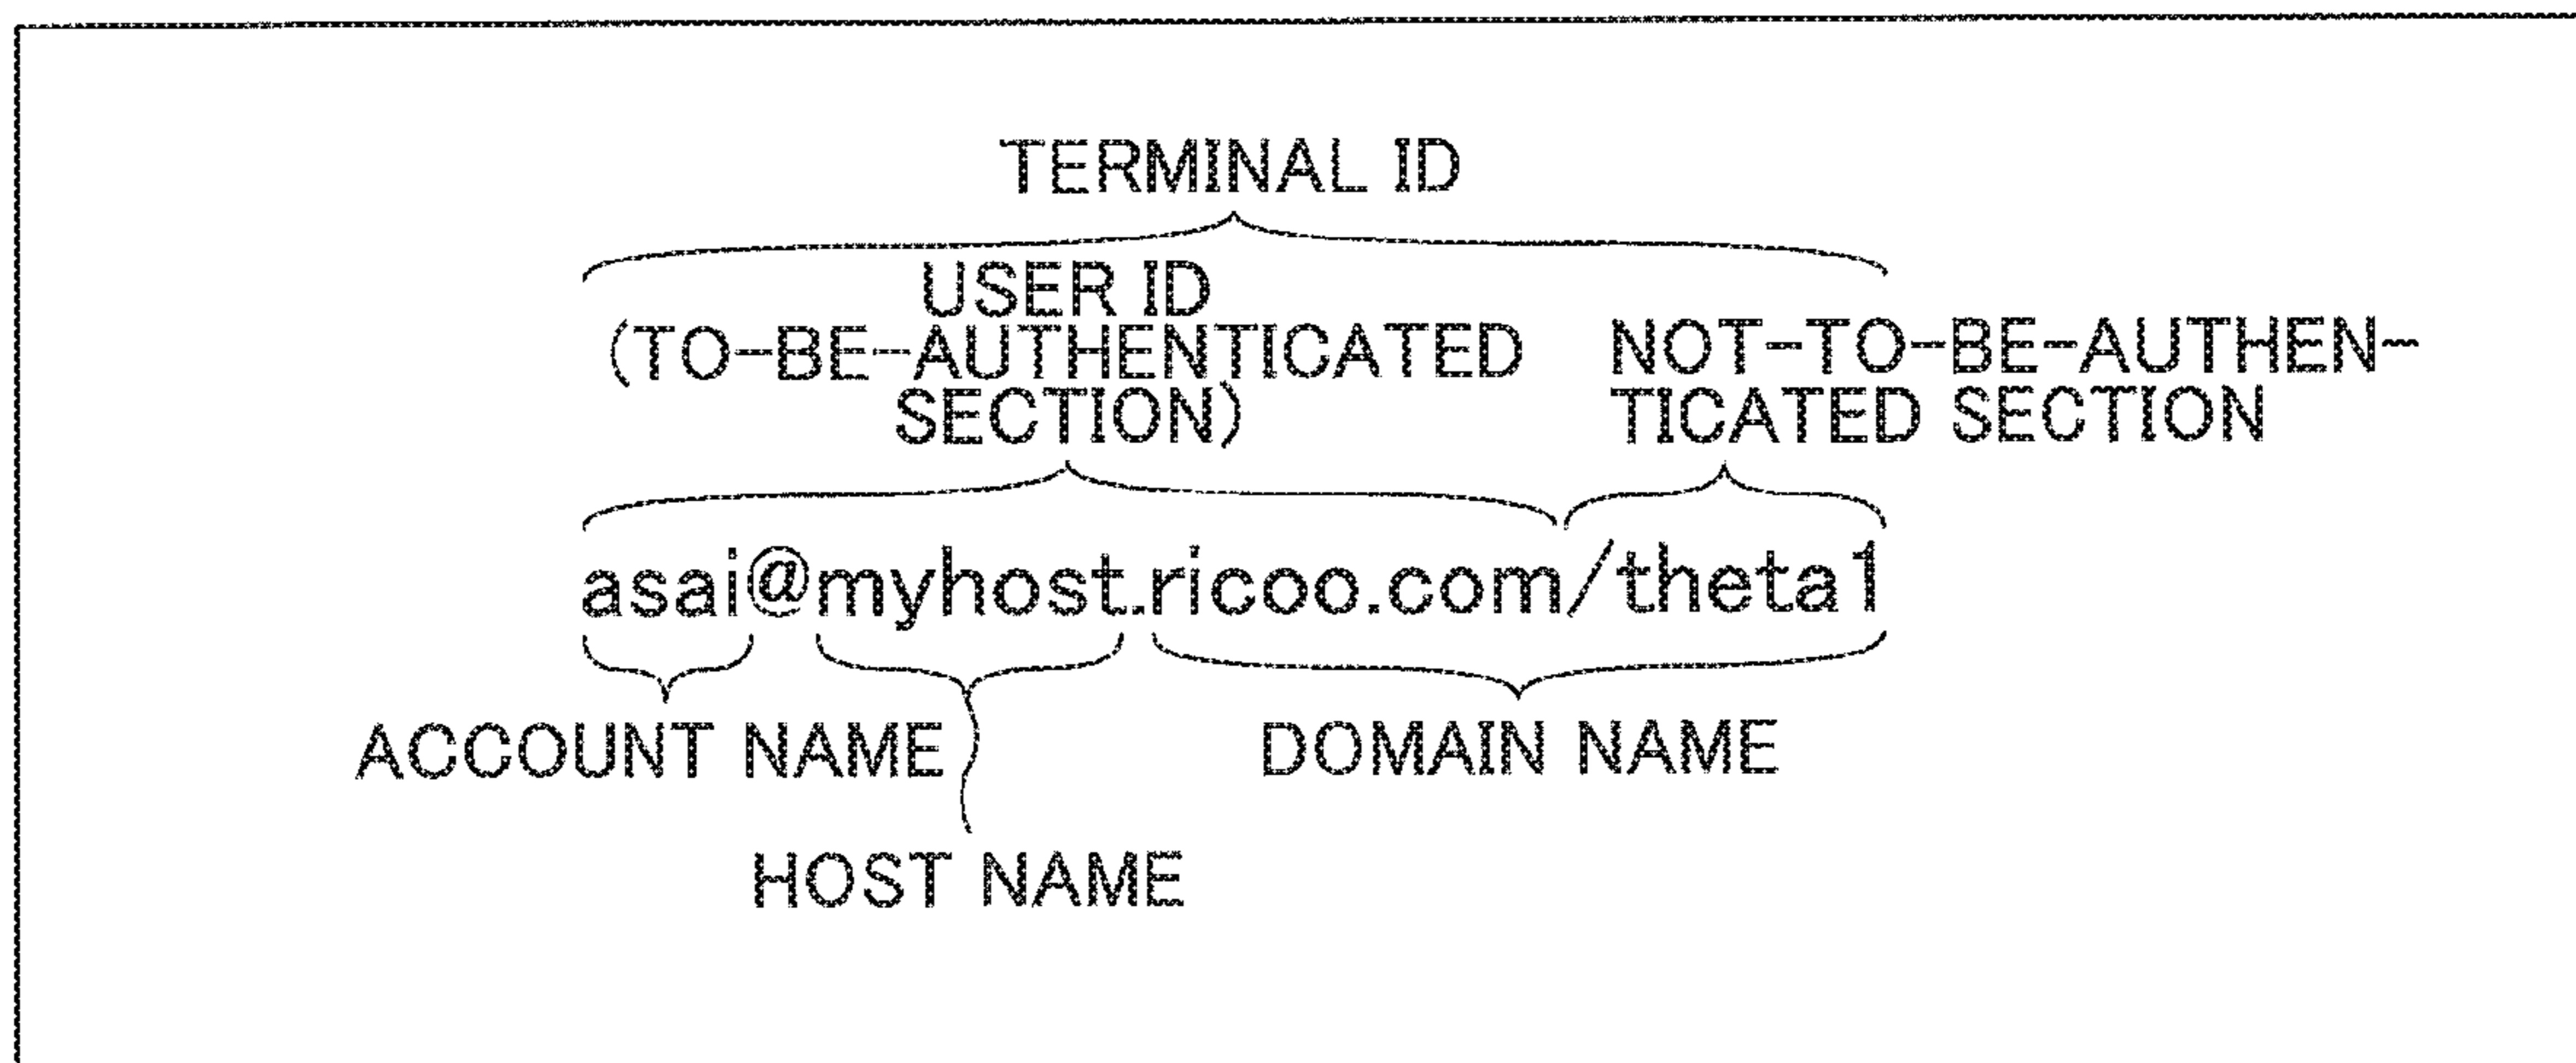 TERMINAL ID
USER ID
(TO-BE-AUTHENTICATED
SECTION)
NOT-TO-BE-AUTHEN-
TICATED SECTION
asai@myhost.ricoo.com/theta1
ACCOUNT NAME
DOMAIN NAME
HOST NAME